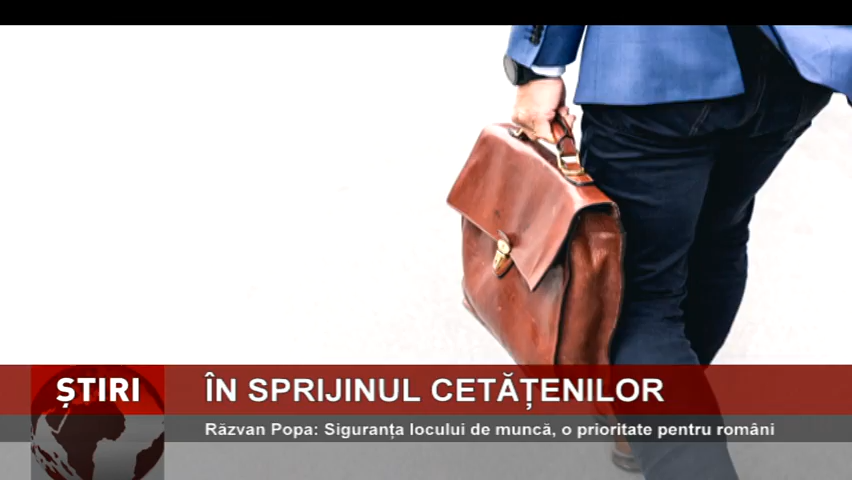 ȘTIRI
ÎN SPRIJINUL CETĂȚENILOR
Răzvan Popa: Siguranța locului de muncă, o prioritate pentru români